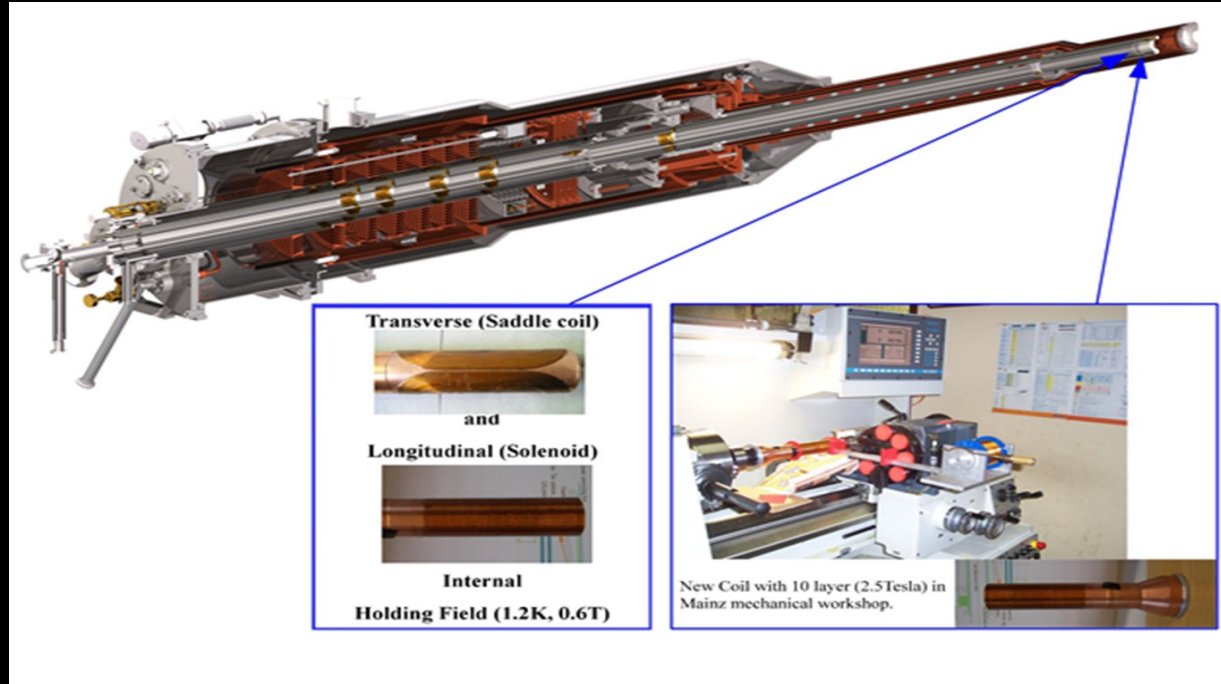 Transverse (Saddle coil)
and
Longitudinal (Solenoid)
Internal
Holding Field (1.2K, 0.6T)
New Coil with 10 layer (2.5Tesla) in
Mainz mechanical workshop.